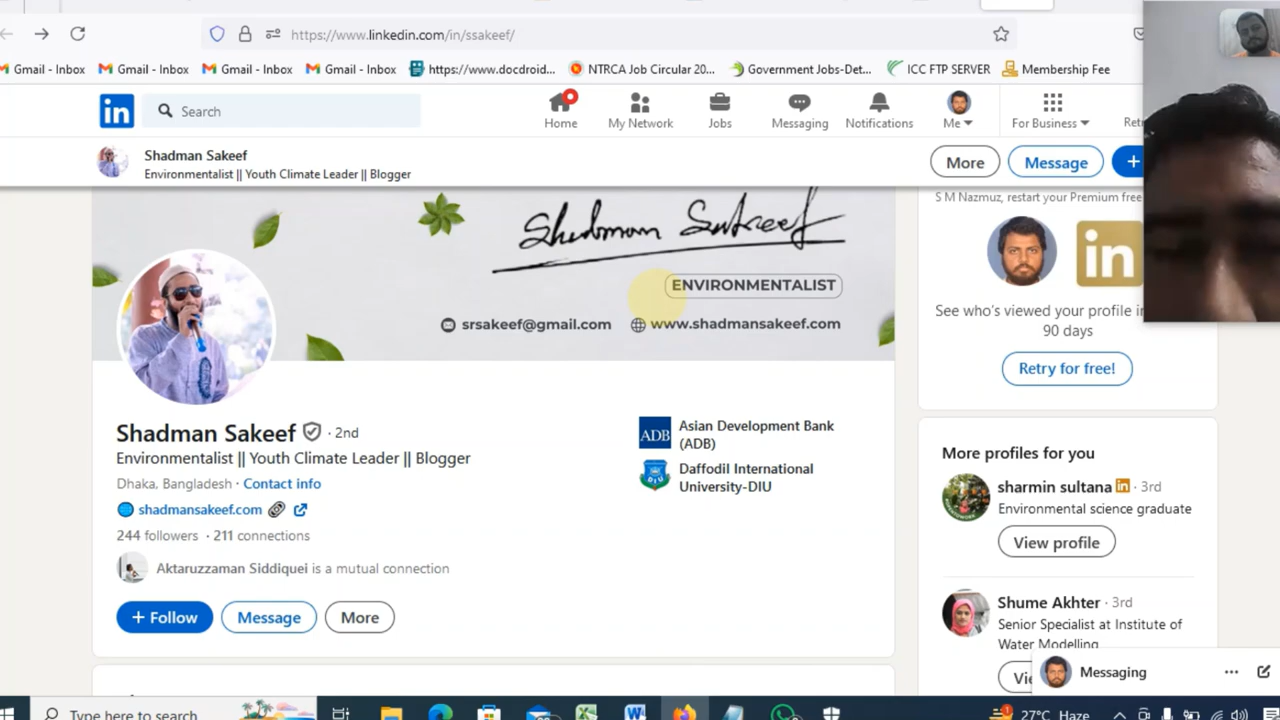 https://www.linkedin.com/in/ssakeef/
Gmail - Inbox
Gmail - Inbox
Gmail - Inbox
Gmail - Inbox
https://www.docdroid...
NTRCA Job Circular 20...
Government Jobs-Det...
ICC FTP SERVER
Membership Fee
in
Search
Home
My Network
Jobs
Messaging
Notifications
Me
For Business
Retr
Shadman Sakeef
Environmentalist || Youth Climate Leader || Blogger
More
Message
+
Shadman Sakeef
ENVIRONMENTALIST
srsakeef@gmail.com
www.shadmansakeef.com
Shadman Sakeef · 2nd
Environmentalist || Youth Climate Leader || Blogger
Dhaka, Bangladesh · Contact info
shadmansakeef.com
244 followers · 211 connections
Aktaruzzaman Siddiquei is a mutual connection
+ Follow
Message
More
ADB
Asian Development Bank
(ADB)
DIU
Daffodil International
University-DIU
S M Nazmuz, restart your Premium free
in
See who's viewed your profile in
90 days
Retry for free!
More profiles for you
sharmin sultana in · 3rd
Environmental science graduate
View profile
Shume Akhter · 3rd
Senior Specialist at Institute of
Water Modelling
Messaging
Type here to search
27°C Haze